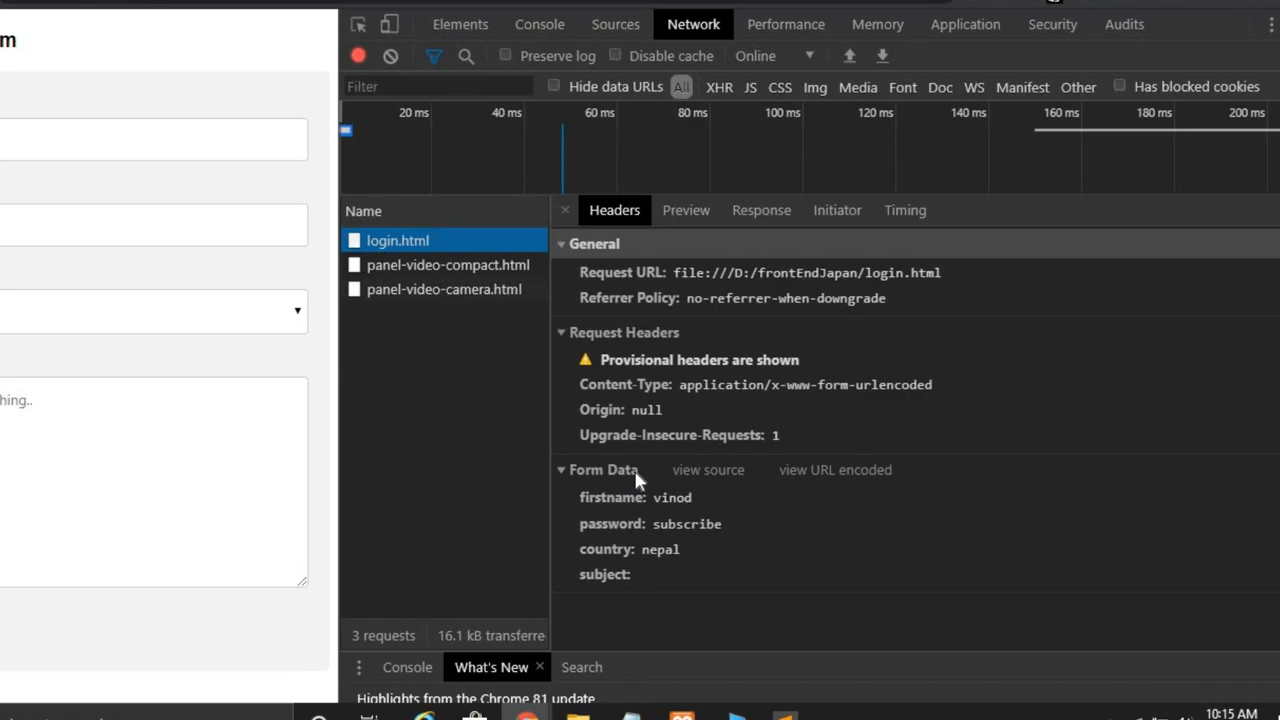 m
Elements Console Sources Network Performance Memory Application Security Audits
Preserve log Disable cache Online
Filter Hide data URLs All XHR JS CSS Img Media Font Doc WS Manifest Other Has blocked cookies
20 ms 40 ms 60 ms 80 ms 100 ms 120 ms 140 ms 160 ms 180 ms 200 ms
Name
login.html
panel-video-compact.html
panel-video-camera.html
× Headers Preview Response Initiator Timing
General
Request URL: file:///D:/frontEndJapan/login.html
Referrer Policy: no-referrer-when-downgrade
Request Headers
Provisional headers are shown
Content-Type: application/x-www-form-urlencoded
Origin: null
Upgrade-Insecure-Requests: 1
Form Data view source view URL encoded
firstname: vinod
password: subscribe
country: nepal
subject:
hing..
3 requests 16.1 kB transferre
Console What's New × Search
Highlights from the Chrome 81 update
10:15 AM